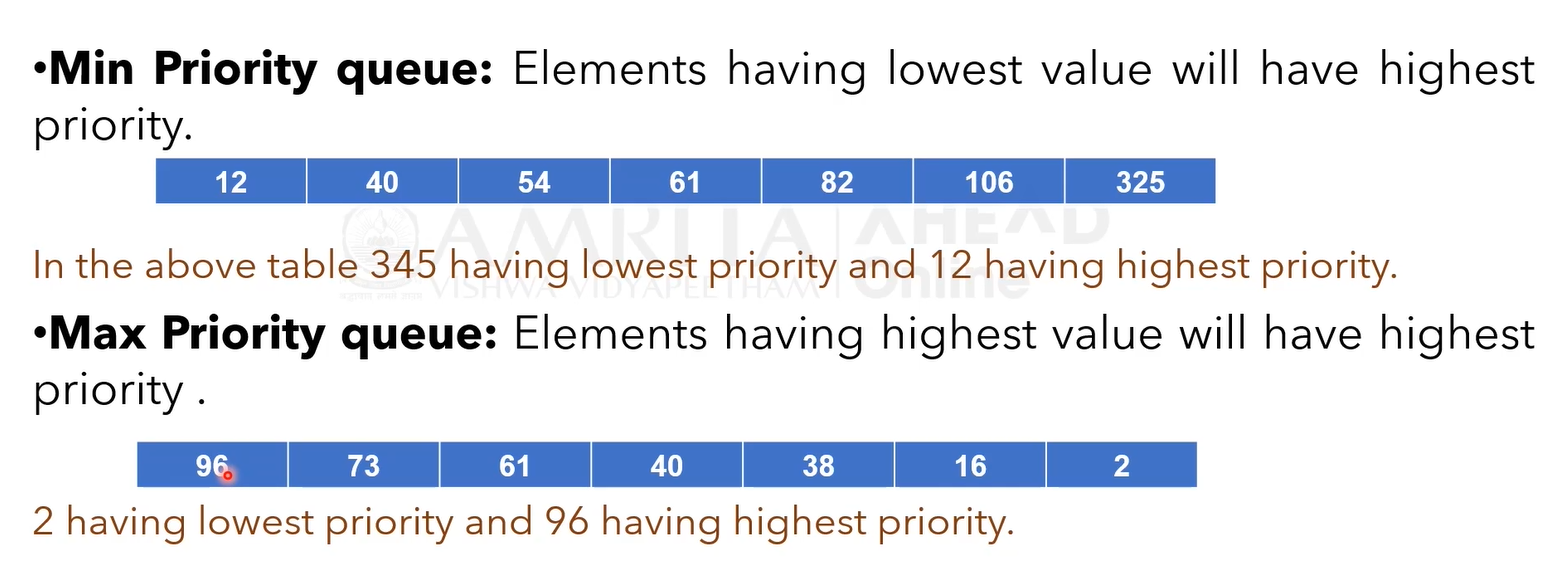 •Min Priority queue: Elements having lowest value will have highest
priority.
12 40 54 61 82 106 325
AMRITA AHEAD
In the above table 345 having lowest priority and 12 having highest priority.
VISHWA VIDYAPEETHAM Online
•Max Priority queue: Elements having highest value will have highest
priority .
96 73 61 40 38 16 2
2 having lowest priority and 96 having highest priority.